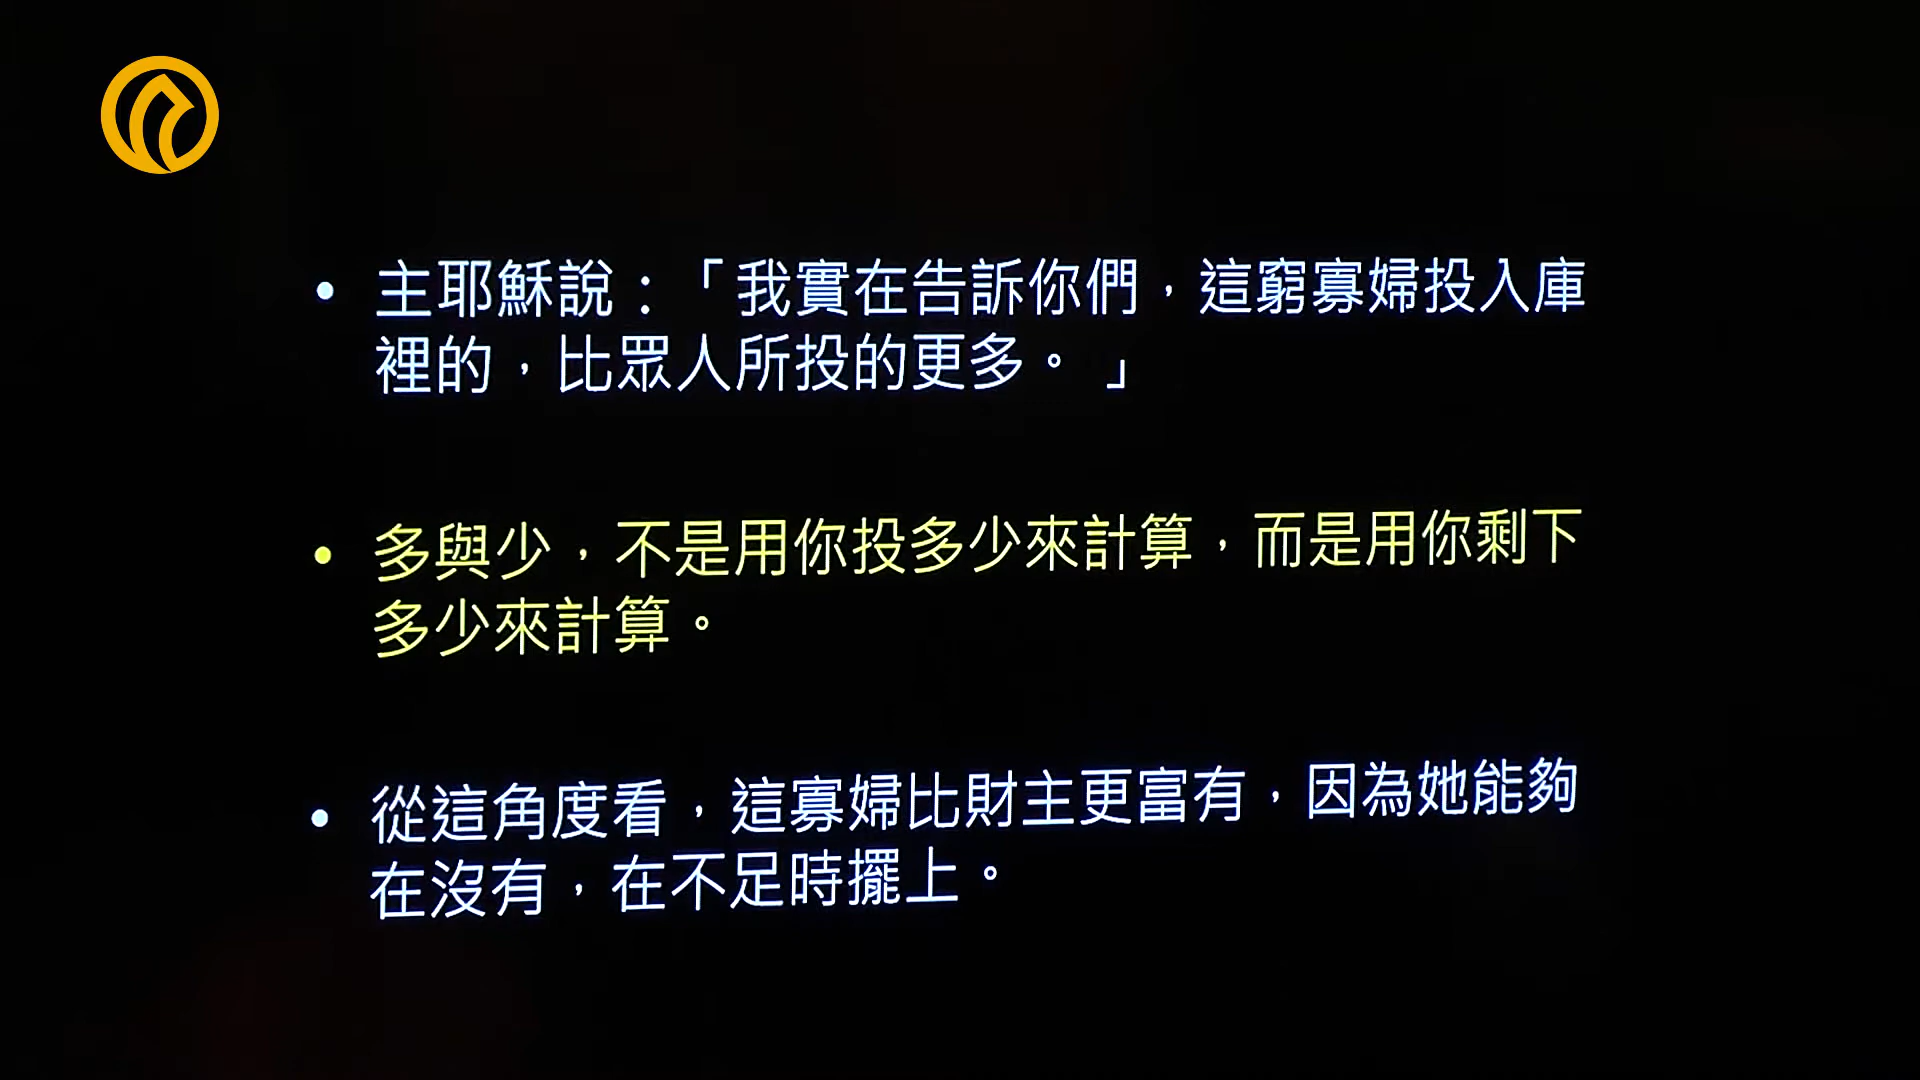 • 主耶穌說：「我實在告訴你們，這窮寡婦投入庫
裡的，比眾人所投的更多。」
• 多與少，不是用你投多少來計算，而是用你剩下
多少來計算。
• 從這角度看，這寡婦比財主更富有，因為她能夠
在沒有，在不足時擺上。